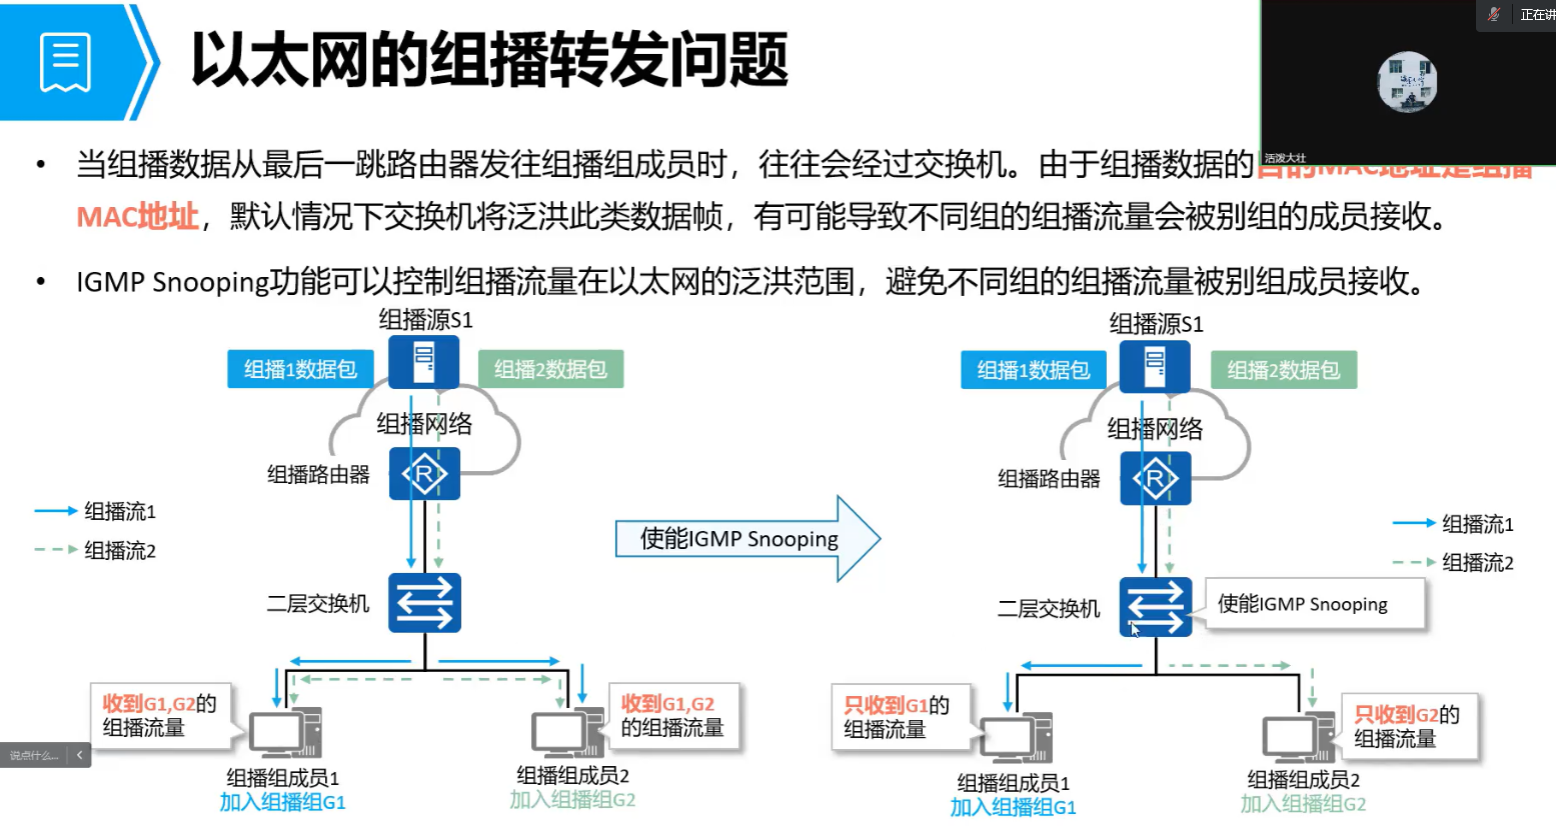 以太网的组播转发问题
正在讲
活泼大壮
• 当组播数据从最后一跳路由器发往组播组成员时，往往会经过交换机。由于组播数据的目的MAC地址是组播
MAC地址，默认情况下交换机将泛洪此类数据帧，有可能导致不同组的组播流量会被别组的成员接收。
• IGMP Snooping功能可以控制组播流量在以太网的泛洪范围，避免不同组的组播流量被别组成员接收。
组播源S1
组播1数据包
组播2数据包
组播网络
组播路由器
R
组播流1
组播流2
二层交换机
收到G1,G2的
组播流量
收到G1,G2
的组播流量
组播组成员1
加入组播组G1
组播组成员2
加入组播组G2
使能IGMP Snooping
组播源S1
组播1数据包
组播2数据包
组播网络
组播路由器
R
组播流1
组播流2
二层交换机
使能IGMP Snooping
只收到G1的
组播流量
只收到G2的
组播流量
组播组成员1
加入组播组G1
组播组成员2
加入组播组G2
说点什么...